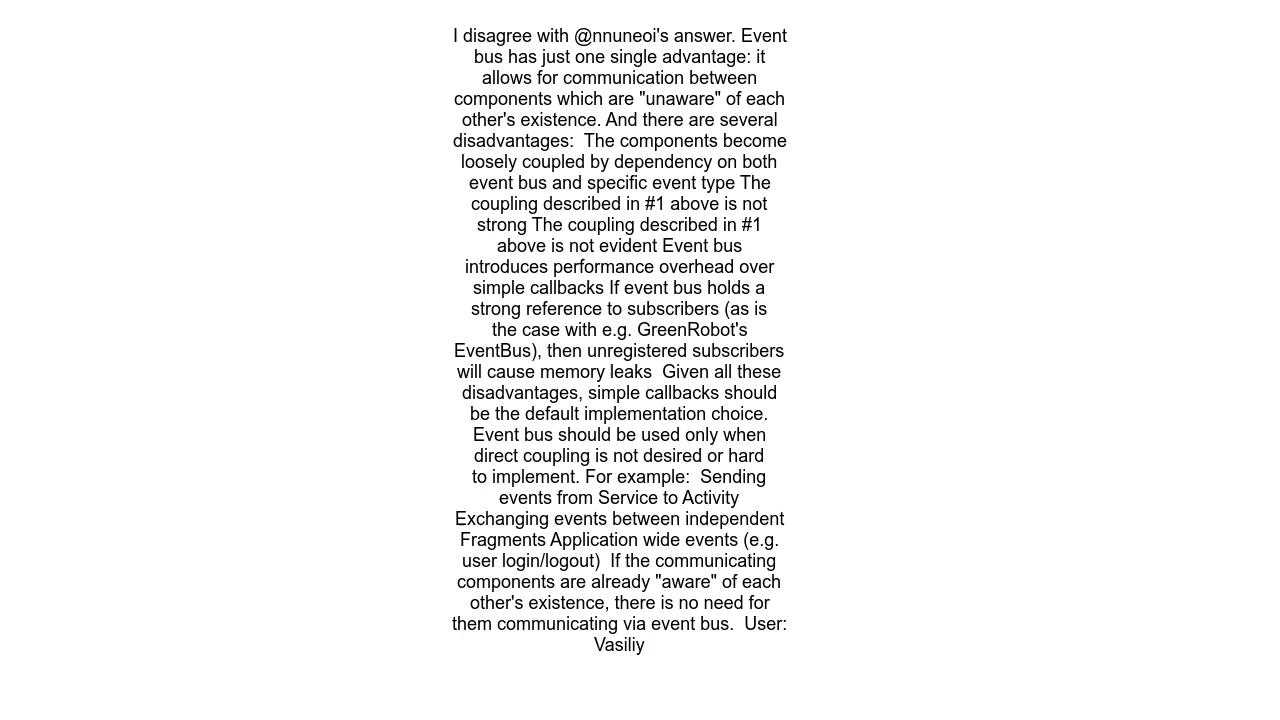 I disagree with @nnuneoi's answer. Event
bus has just one single advantage: it
allows for communication between
components which are "unaware" of each
other's existence. And there are several
disadvantages:  The components become
loosely coupled by dependency on both
event bus and specific event type The
coupling described in #1 above is not
strong The coupling described in #1
above is not evident Event bus
introduces performance overhead over
simple callbacks If event bus holds a
strong reference to subscribers (as is
the case with e.g. GreenRobot's
EventBus), then unregistered subscribers
will cause memory leaks  Given all these
disadvantages, simple callbacks should
be the default implementation choice.
Event bus should be used only when
direct coupling is not desired or hard
to implement. For example:  Sending
events from Service to Activity
Exchanging events between independent
Fragments Application wide events (e.g.
user login/logout)  If the communicating
components are already "aware" of each
other's existence, there is no need for
them communicating via event bus.  User:
Vasiliy